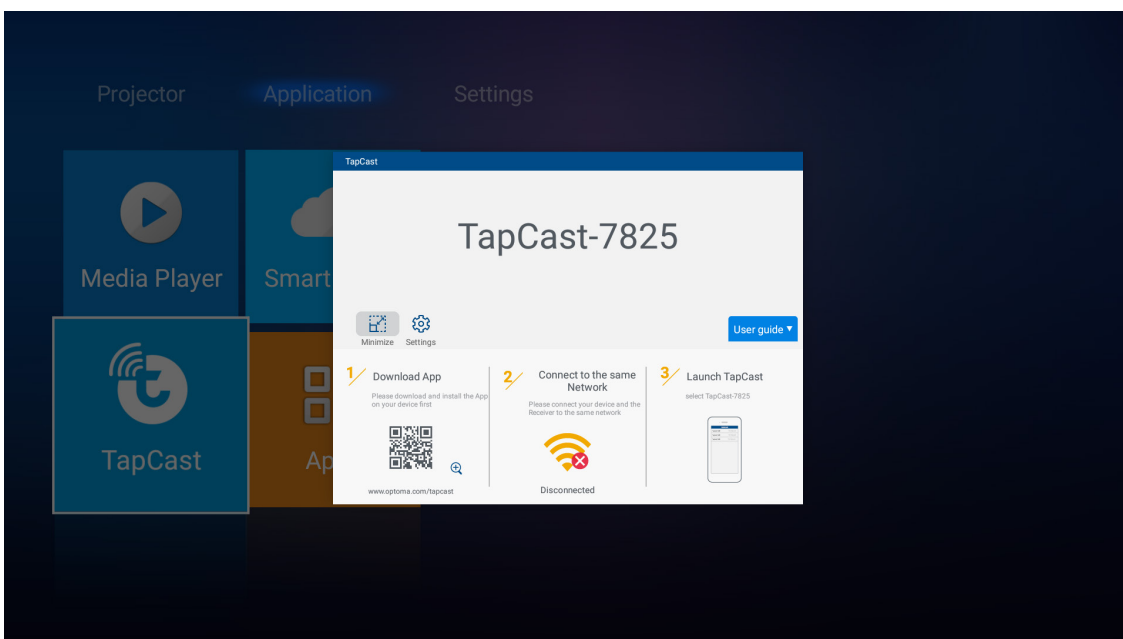 Projector
Application
Settings
Media Player
Smart
TapCast
TapCast
TapCast-7825
Minimize
Settings
User guide
1
Download App
Please download and install the App
on your device first
www.optoma.com/tapcast
2
Connect to the same
Network
Please connect your device and the
Receiver to the same network
Disconnected
3
Launch TapCast
select TapCast-7825